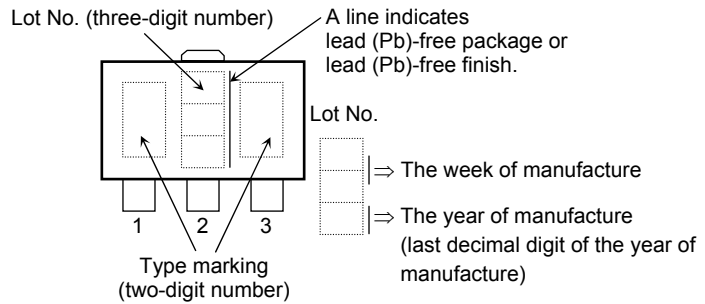 Lot No. (three-digit number)
A line indicates
lead (Pb)-free package or
lead (Pb)-free finish.
Lot No.
⇒ The week of manufacture
⇒ The year of manufacture
(last decimal digit of the year of
manufacture)
1 2 3
Type marking
(two-digit number)